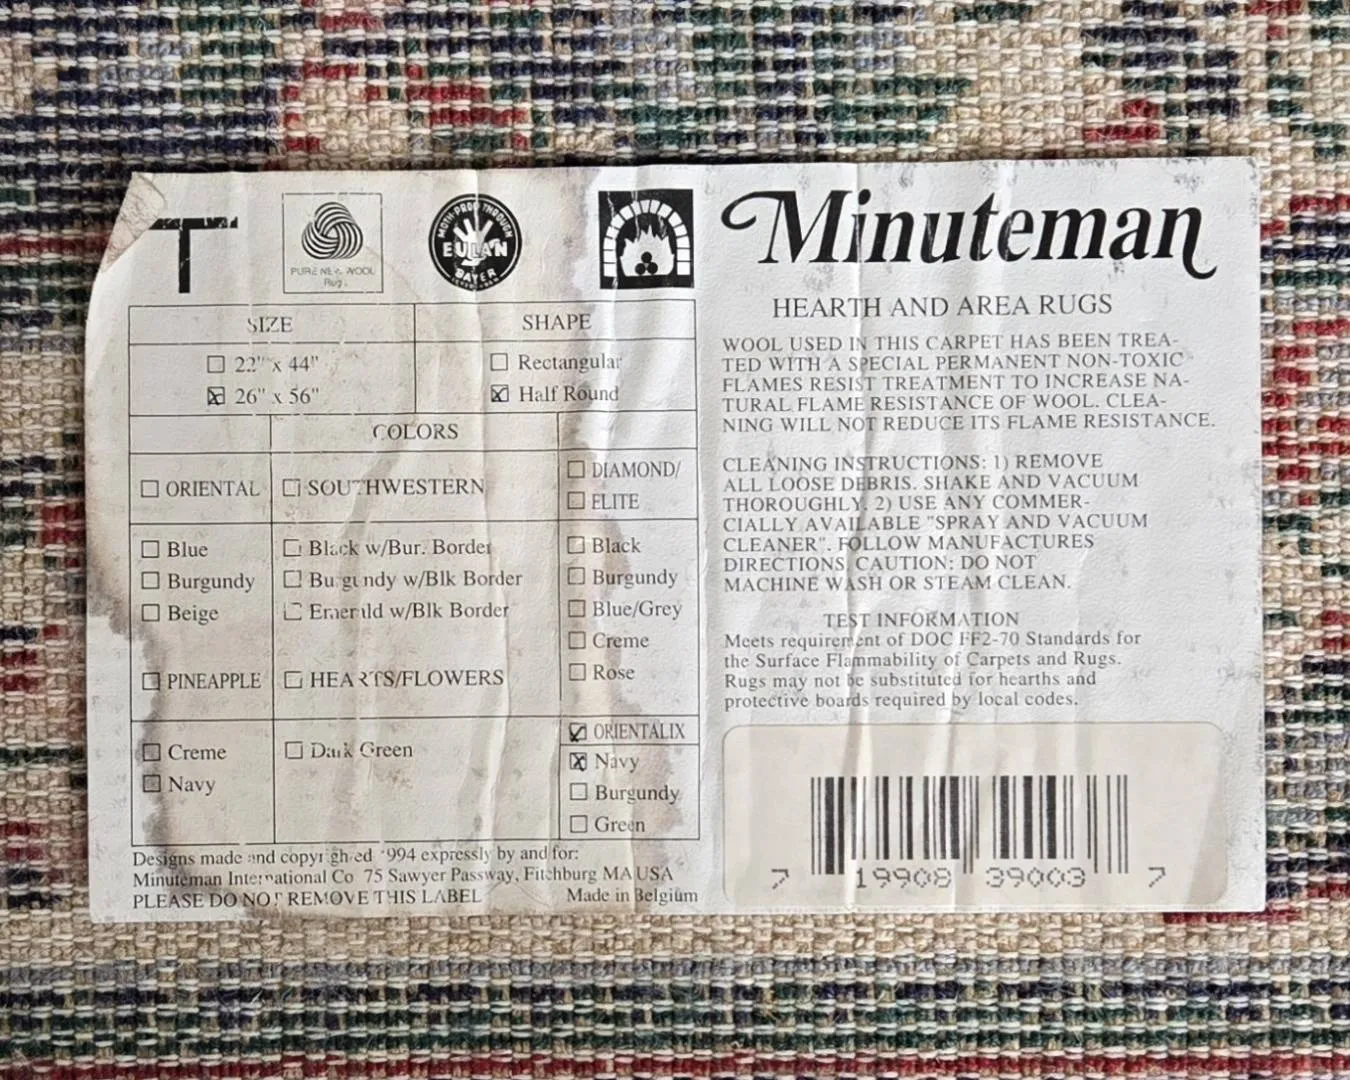 T
PURE NEW WOOL
Rug
MOTH-PROOF THROUGH
EULAN
BAYER
SIZE
SHAPE
☐ 22" x 44"
☒ 26" x 56"
☐ Rectangular
☒ Half Round
COLORS
☐ ORIENTAL
☐ SOUTHWESTERN
☐ DIAMOND/
☐ ELITE
☐ Blue
☐ Burgundy
☐ Beige
☐ Black w/Bur. Border
☐ Burgundy w/Blk Border
☐ Emerald w/Blk Border
☐ Black
☐ Burgundy
☐ Blue/Grey
☐ Creme
☐ Rose
☐ PINEAPPLE
☐ HEARTS/FLOWERS
☐ Creme
☐ Navy
☐ Dark Green
☑ ORIENTALIX
☒ Navy
☐ Burgundy
☐ Green
Designs made and copyrighted 1994 expressly by and for:
Minuteman International Co 75 Sawyer Passway, Fitchburg MA USA
PLEASE DO NOT REMOVE THIS LABEL Made in Belgium
Minuteman
HEARTH AND AREA RUGS
WOOL USED IN THIS CARPET HAS BEEN TREA-
TED WITH A SPECIAL PERMANENT NON-TOXIC
FLAMES RESIST TREATMENT TO INCREASE NA-
TURAL FLAME RESISTANCE OF WOOL. CLEA-
NING WILL NOT REDUCE ITS FLAME RESISTANCE.
CLEANING INSTRUCTIONS: 1) REMOVE
ALL LOOSE DEBRIS. SHAKE AND VACUUM
THOROUGHLY. 2) USE ANY COMMER-
CIALLY AVAILABLE "SPRAY AND VACUUM
CLEANER". FOLLOW MANUFACTURES
DIRECTIONS CAUTION: DO NOT
MACHINE WASH OR STEAM CLEAN.
TEST INFORMATION
Meets requirement of DOC FF2-70 Standards for
the Surface Flammability of Carpets and Rugs.
Rugs may not be substituted for hearths and
protective boards required by local codes.
7 19908 39003 7